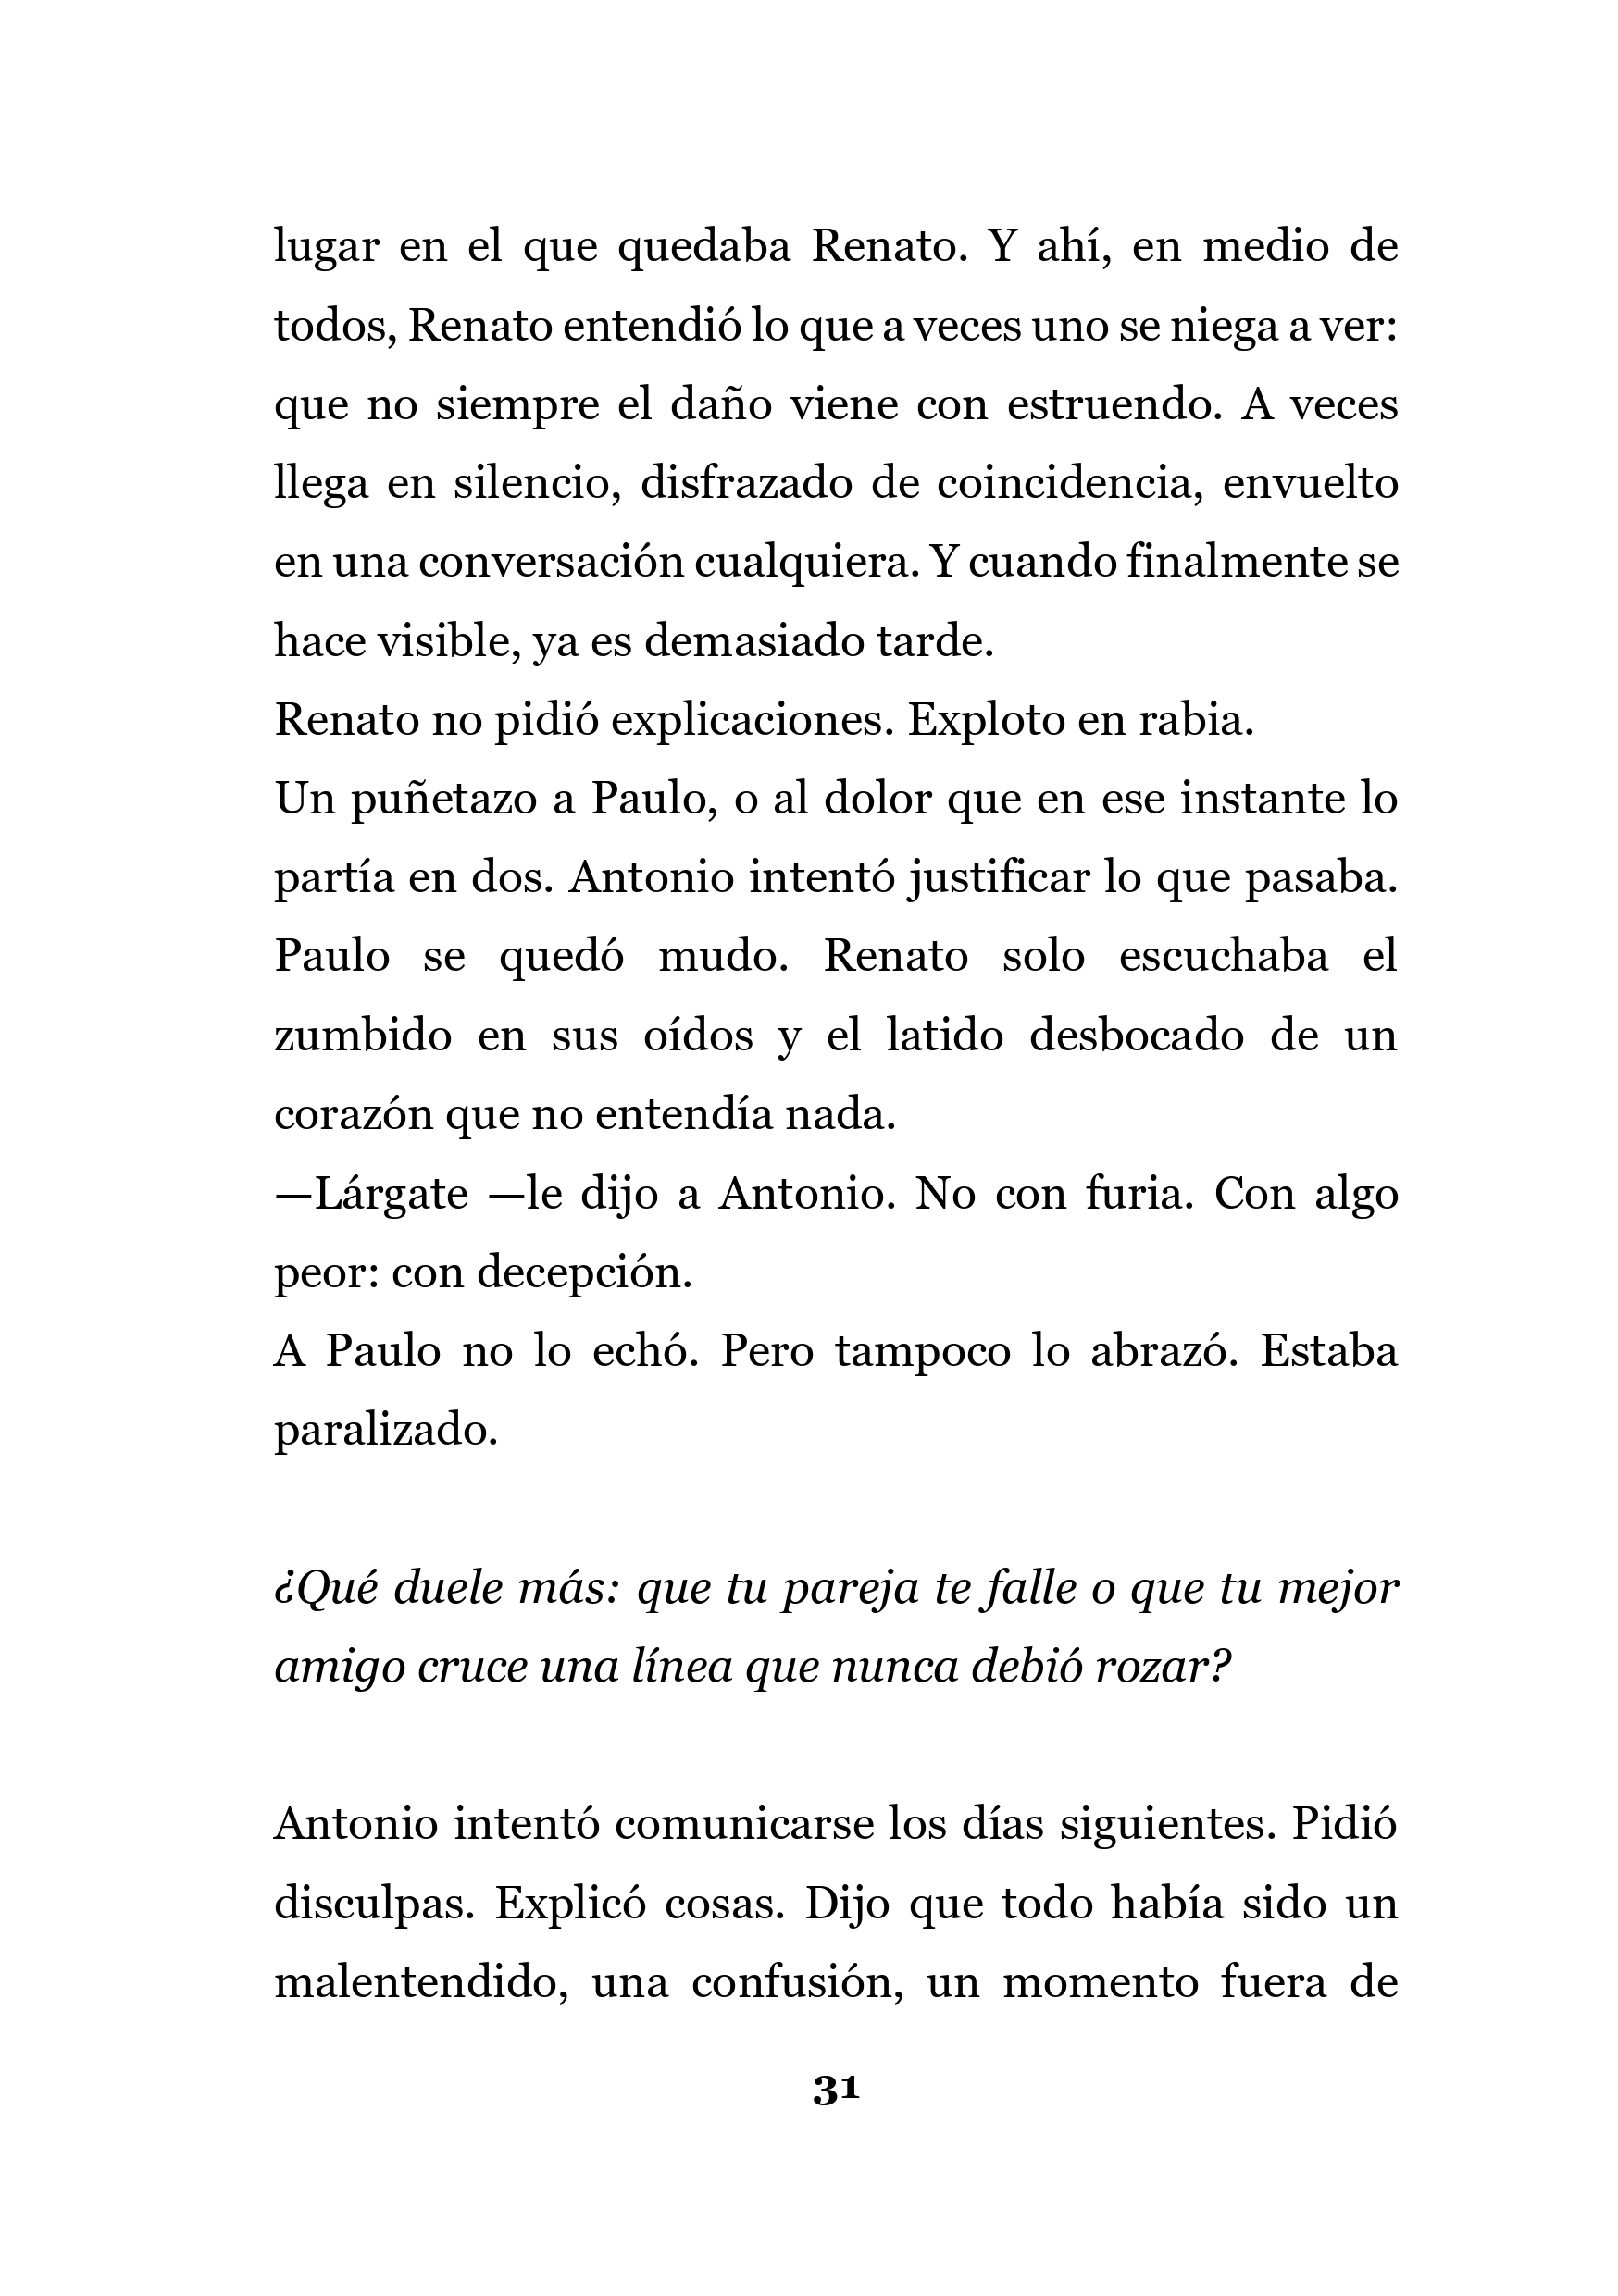 lugar en el que quedaba Renato. Y ahí, en medio de
todos, Renato entendió lo que a veces uno se niega a ver:
que no siempre el daño viene con estruendo. A veces
llega en silencio, disfrazado de coincidencia, envuelto
en una conversación cualquiera. Y cuando finalmente se
hace visible, ya es demasiado tarde.
Renato no pidió explicaciones. Exploto en rabia.
Un puñetazo a Paulo, o al dolor que en ese instante lo
partía en dos. Antonio intentó justificar lo que pasaba.
Paulo se quedó mudo. Renato solo escuchaba el
zumbido en sus oídos y el latido desbocado de un
corazón que no entendía nada.
—Lárgate —le dijo a Antonio. No con furia. Con algo
peor: con decepción.
A Paulo no lo echó. Pero tampoco lo abrazó. Estaba
paralizado.
¿Qué duele más: que tu pareja te falle o que tu mejor
amigo cruce una línea que nunca debió rozar?
Antonio intentó comunicarse los días siguientes. Pidió
disculpas. Explicó cosas. Dijo que todo había sido un
malentendido, una confusión, un momento fuera de
31